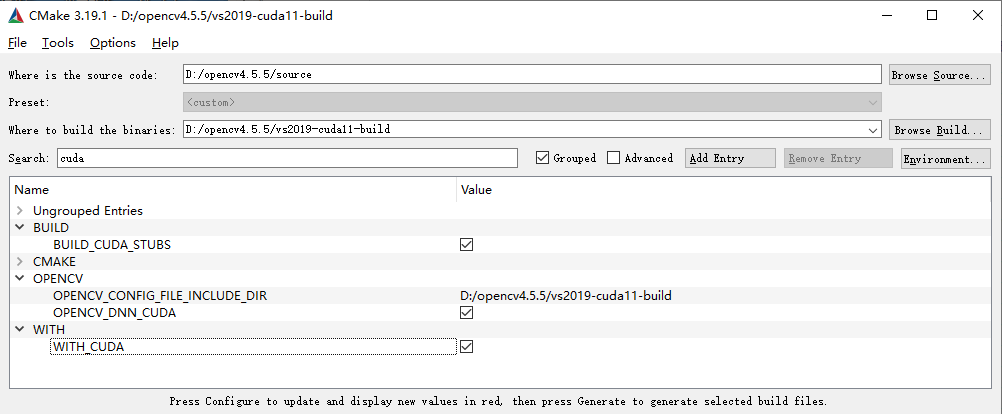 CMake 3.19.1 - D:/opencv4.5.5/vs2019-cuda11-build
File Tools Options Help
Where is the source code: D:/opencv4.5.5/source Browse Source...
Preset: <custom>
Where to build the binaries: D:/opencv4.5.5/vs2019-cuda11-build Browse Build...
Search: cuda Grouped Advanced Add Entry Remove Entry Environment...
Name Value
Ungrouped Entries
BUILD
BUILD_CUDA_STUBS
CMAKE
OPENCV
OPENCV_CONFIG_FILE_INCLUDE_DIR D:/opencv4.5.5/vs2019-cuda11-build
OPENCV_DNN_CUDA
WITH
WITH_CUDA
Press Configure to update and display new values in red, then press Generate to generate selected build files.